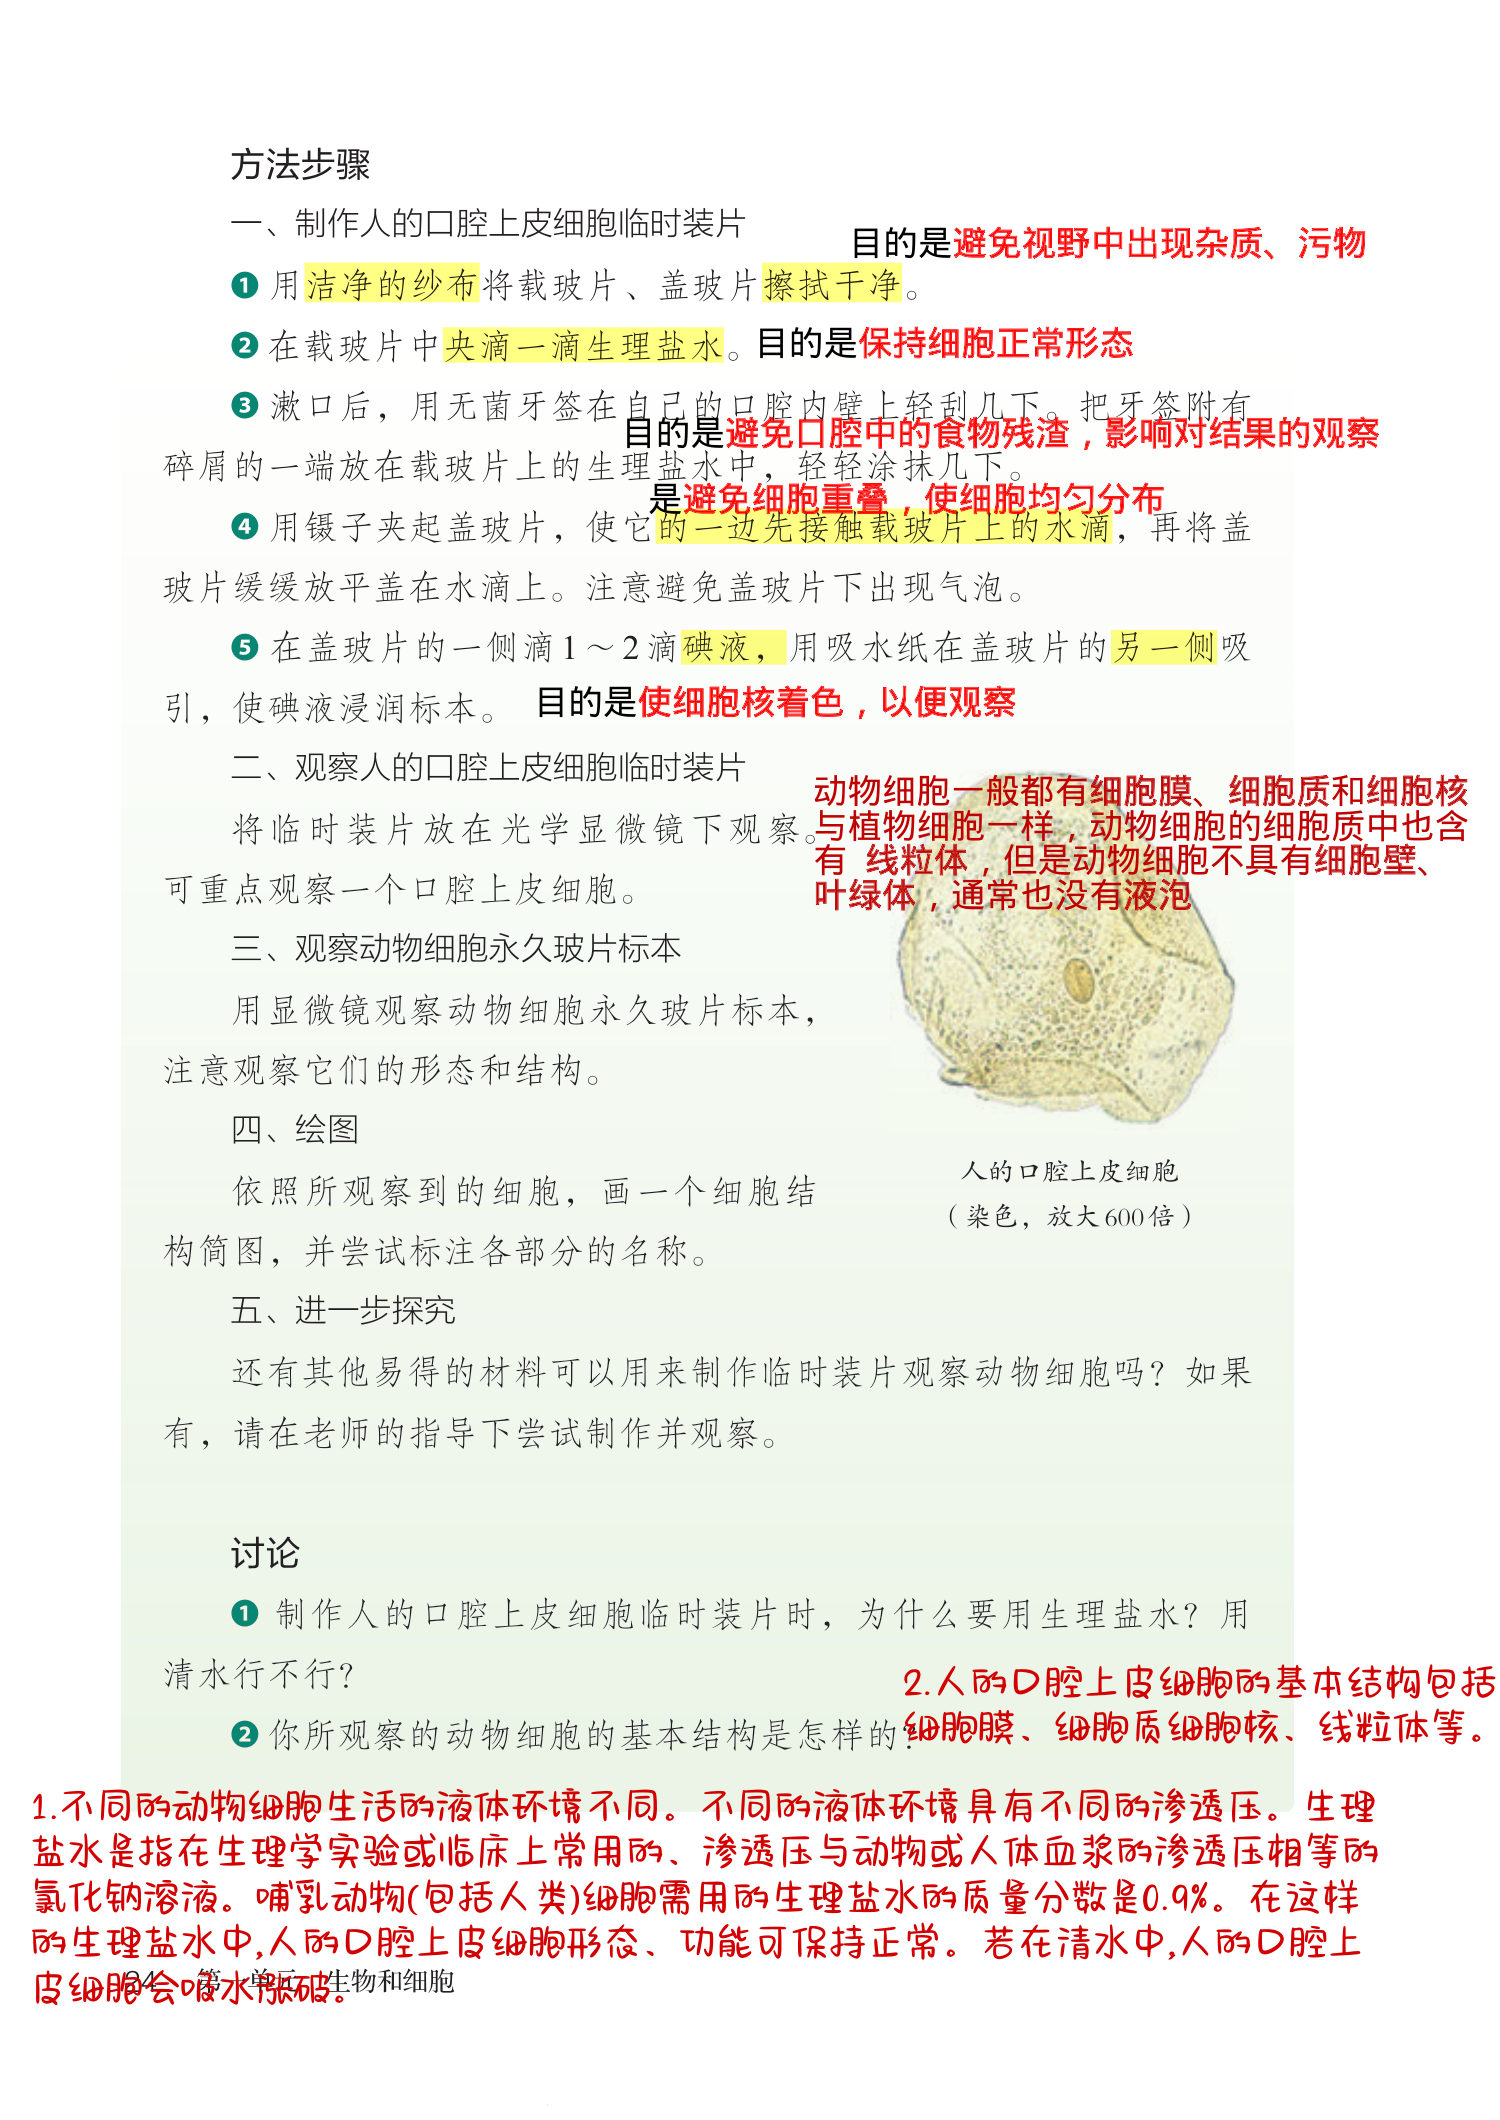 方法步骤
一、制作人的口腔上皮细胞临时装片
目的是避免视野中出现杂质、污物
❶ 用洁净的纱布将载玻片、盖玻片擦拭干净。
❷ 在载玻片中央滴一滴生理盐水。目的是保持细胞正常形态
❸ 漱口后，用无菌牙签在自己的口腔内壁上轻刮几下。把牙签附有
目的是避免口腔中的食物残渣，影响对结果的观察
碎屑的一端放在载玻片上的生理盐水中，轻轻涂抹几下。
是避免细胞重叠，使细胞均匀分布
❹ 用镊子夹起盖玻片，使它的一边先接触载玻片上的水滴，再将盖
玻片缓缓放平盖在水滴上。注意避免盖玻片下出现气泡。
❺ 在盖玻片的一侧滴1～2滴碘液，用吸水纸在盖玻片的另一侧吸
引，使碘液浸润标本。 目的是使细胞核着色，以便观察
二、观察人的口腔上皮细胞临时装片
将临时装片放在光学显微镜下观察。
可重点观察一个口腔上皮细胞。
动物细胞一般都有细胞膜、细胞质和细胞核
与植物细胞一样，动物细胞的细胞质中也含
有 线粒体，但是动物细胞不具有细胞壁、
叶绿体，通常也没有液泡
三、观察动物细胞永久玻片标本
用显微镜观察动物细胞永久玻片标本，
注意观察它们的形态和结构。
四、绘图
依照所观察到的细胞，画一个细胞结
构简图，并尝试标注各部分的名称。
人的口腔上皮细胞
（染色，放大600倍）
五、进一步探究
还有其他易得的材料可以用来制作临时装片观察动物细胞吗？如果
有，请在老师的指导下尝试制作并观察。
讨论
❶ 制作人的口腔上皮细胞临时装片时，为什么要用生理盐水？用
清水行不行？
❷ 你所观察的动物细胞的基本结构是怎样的？
2.人的口腔上皮细胞的基本结构包括
细胞膜、细胞质细胞核、线粒体等。
1.不同的动物细胞生活的液体环境不同。不同的液体环境具有不同的渗透压。生理
盐水是指在生理学实验或临床上常用的、渗透压与动物或人体血浆的渗透压相等的
氯化钠溶液。哺乳动物(包括人类)细胞需用的生理盐水的质量分数是0.9%。在这样
的生理盐水中,人的口腔上皮细胞形态、功能可保持正常。若在清水中,人的口腔上
皮细胞会吸水涨破。
24 第一单元 生物和细胞